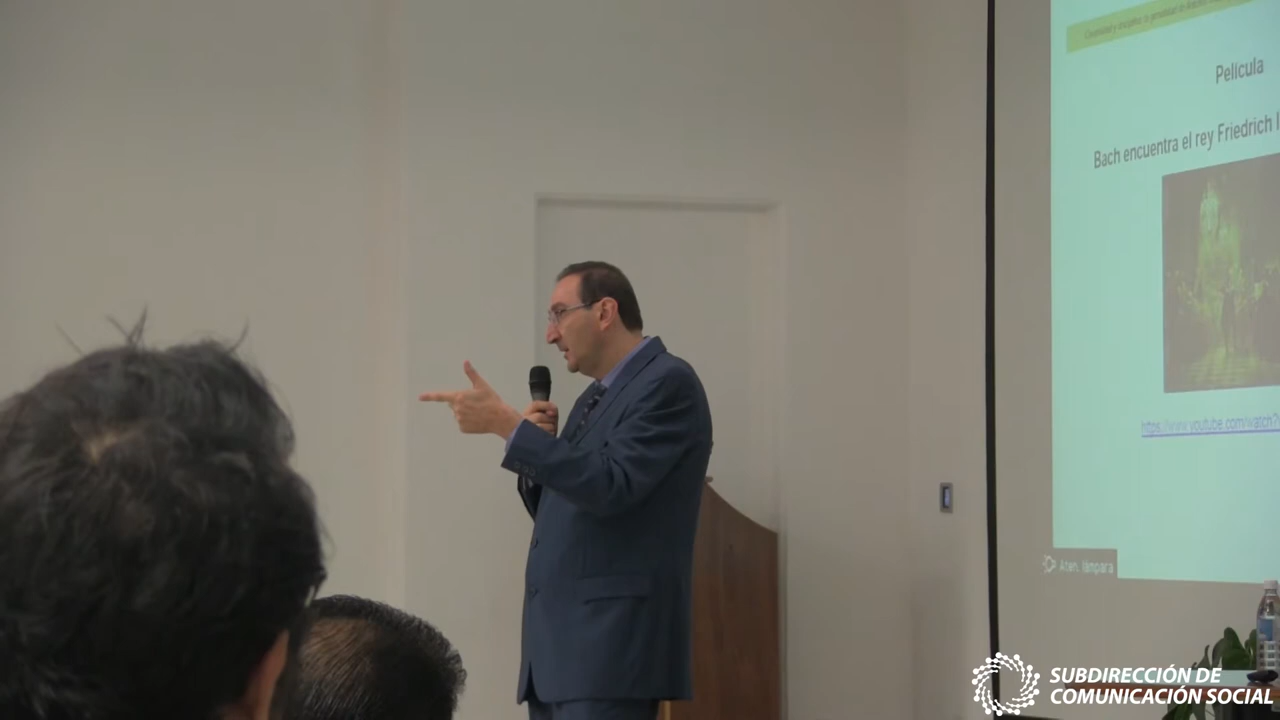 Película
Bach encuentra el rey Friedrich
https://www.youtube.com/watch?
Aten. lámpara
SUBDIRECCIÓN DE
COMUNICACIÓN SOCIAL